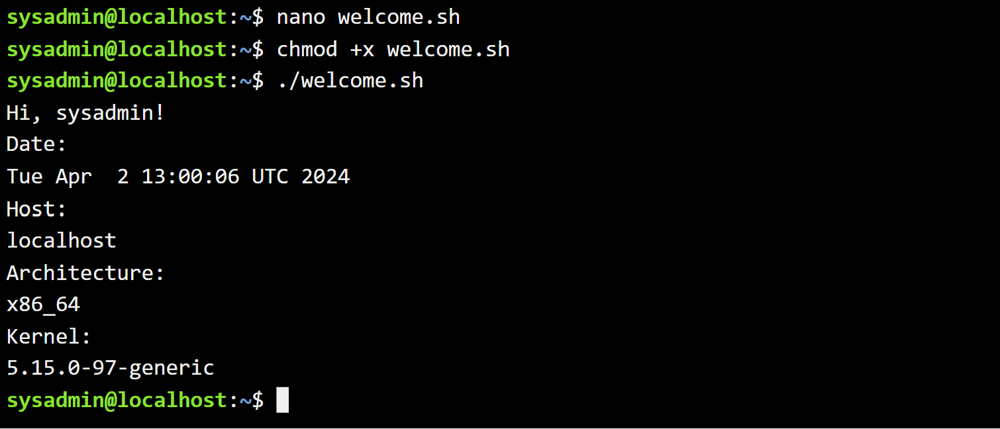 sysadmin@localhost:~$ nano welcome.sh
sysadmin@localhost:~$ chmod +x welcome.sh
sysadmin@localhost:~$ ./welcome.sh
Hi, sysadmin!
Date:
Tue Apr  2 13:00:06 UTC 2024
Host:
localhost
Architecture:
x86_64
Kernel:
5.15.0-97-generic
sysadmin@localhost:~$